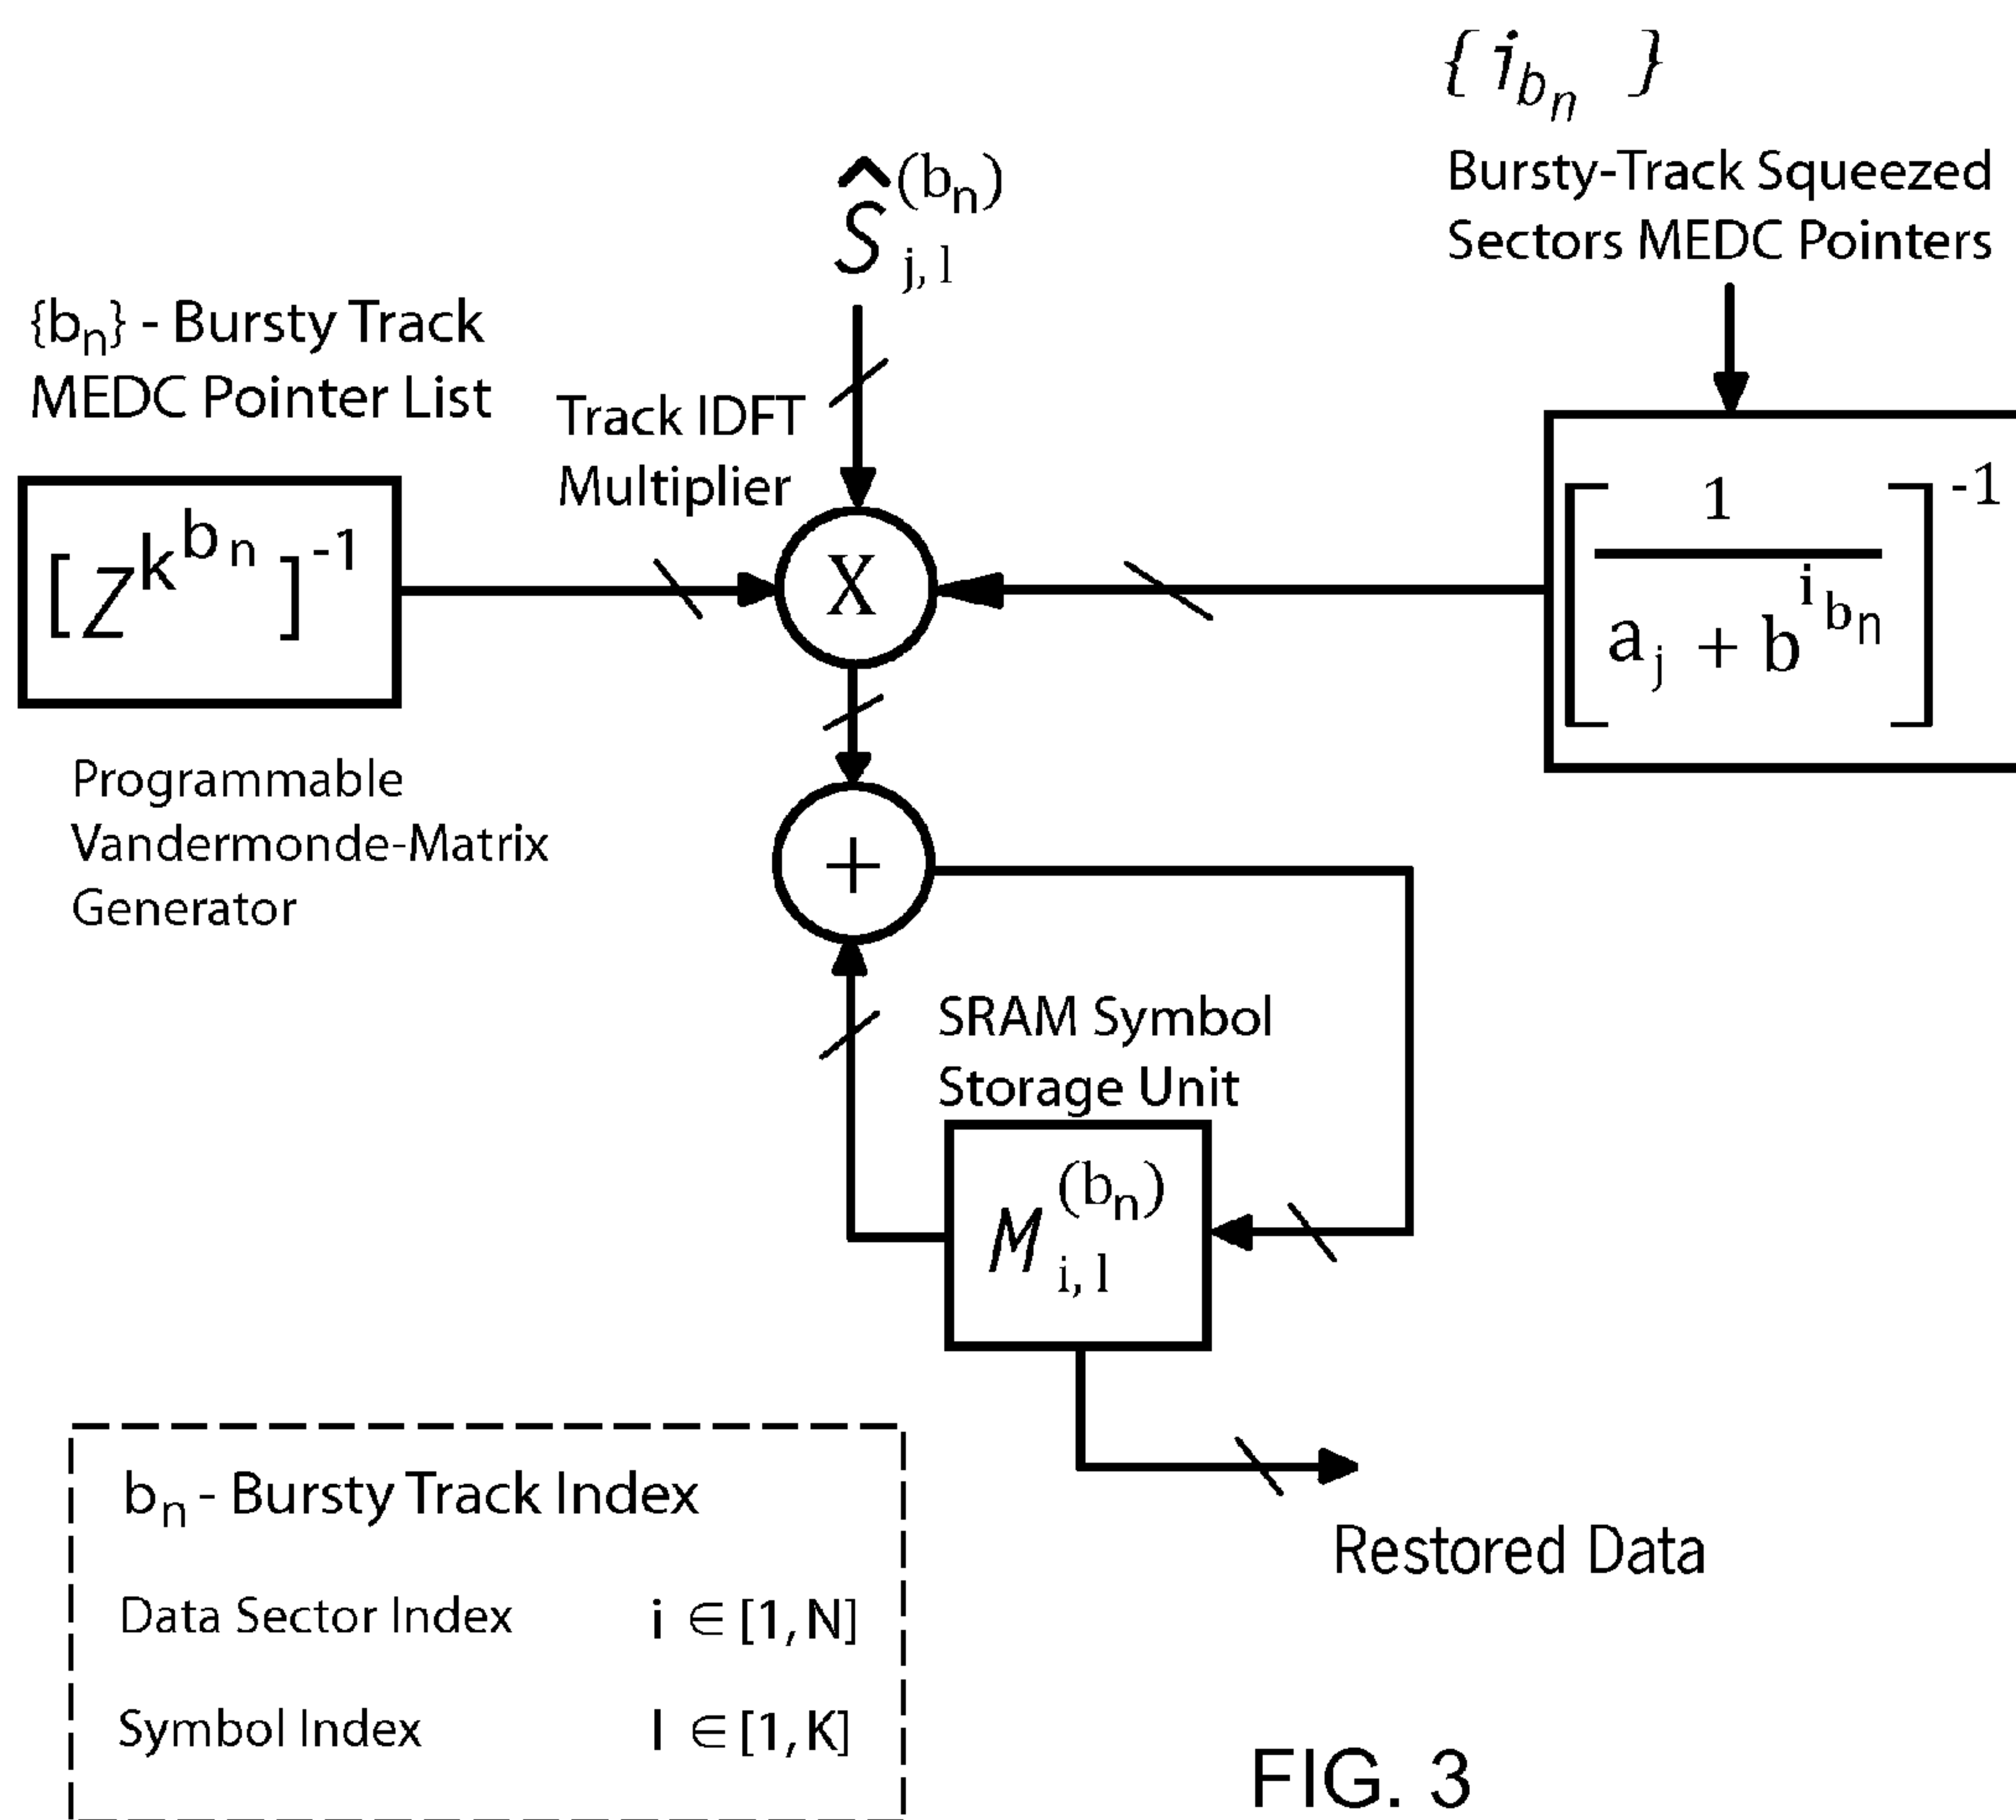 { i_{b_n} }
Bursty-Track Squeezed
Sectors MEDC Pointers
Ŝ_{j, l}^{(b_n)}
{b_n} - Bursty Track
MEDC Pointer List
Track IDFT
Multiplier
[ z^{k^{b_n}} ]^{-1}
X
[ 1 / (a_j + b^{i_{b_n}}) ]^{-1}
Programmable
Vandermonde-Matrix
Generator
+
SRAM Symbol
Storage Unit
M_{i, l}^{(b_n)}
Restored Data
b_n - Bursty Track Index
Data Sector Index i ∈ [1, N]
Symbol Index l ∈ [1, K]
FIG. 3